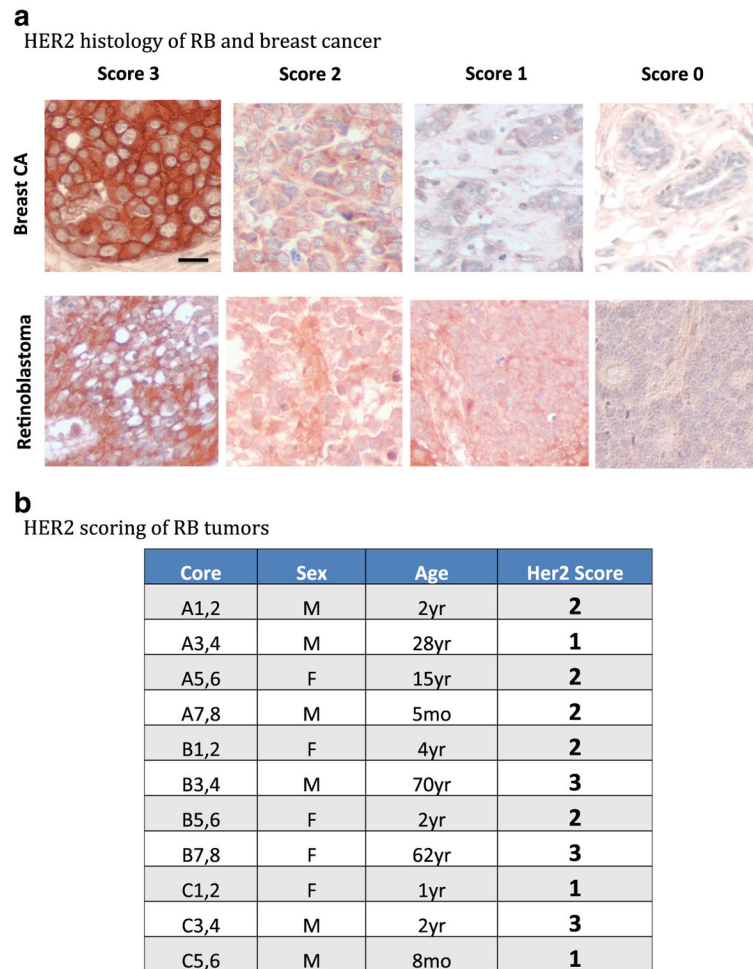 a
HER2 histology of RB and breast cancer
Score 3 Score 2 Score 1 Score 0
Breast CA
Retinoblastoma
b
HER2 scoring of RB tumors
Core Sex Age Her2 Score
A1,2 M 2yr 2
A3,4 M 28yr 1
A5,6 F 15yr 2
A7,8 M 5mo 2
B1,2 F 4yr 2
B3,4 M 70yr 3
B5,6 F 2yr 2
B7,8 F 62yr 3
C1,2 F 1yr 1
C3,4 M 2yr 3
C5,6 M 8mo 1